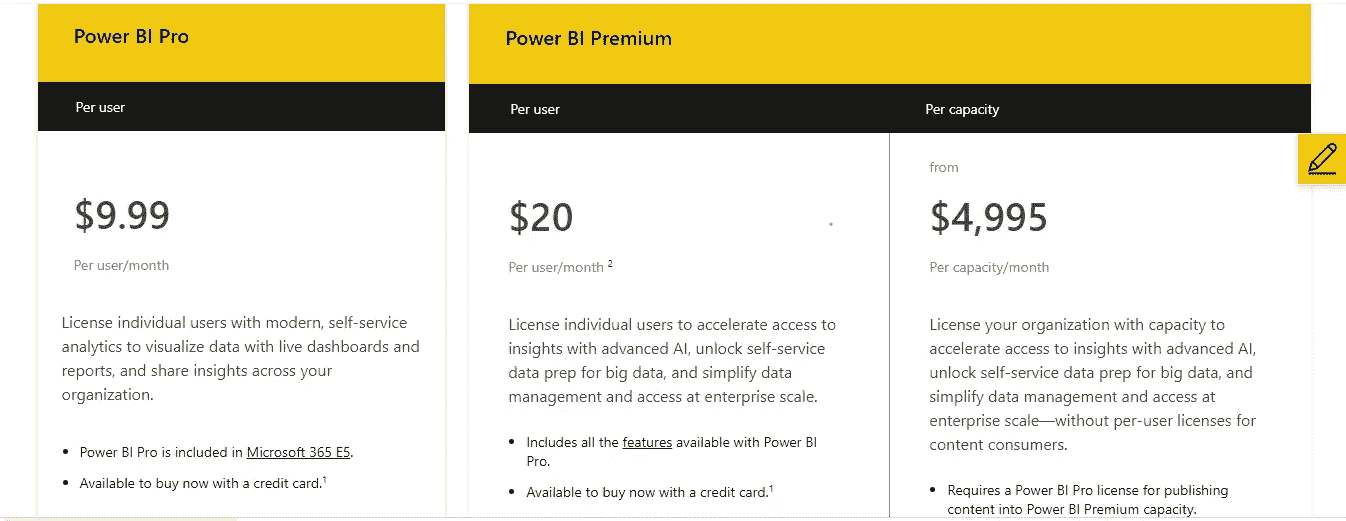 Power BI Pro
Per user
$9.99
Per user/month
License individual users with modern, self-service
analytics to visualize data with live dashboards and
reports, and share insights across your
organization.
• Power BI Pro is included in Microsoft 365 E5.
• Available to buy now with a credit card.¹
Power BI Premium
Per user
$20
Per user/month ²
License individual users to accelerate access to
insights with advanced AI, unlock self-service
data prep for big data, and simplify data
management and access at enterprise scale.
• Includes all the features available with Power BI
Pro.
• Available to buy now with a credit card.¹
Per capacity
from
$4,995
Per capacity/month
License your organization with capacity to
accelerate access to insights with advanced AI,
unlock self-service data prep for big data, and
simplify data management and access at
enterprise scale—without per-user licenses for
content consumers.
• Requires a Power BI Pro license for publishing
content into Power BI Premium capacity.